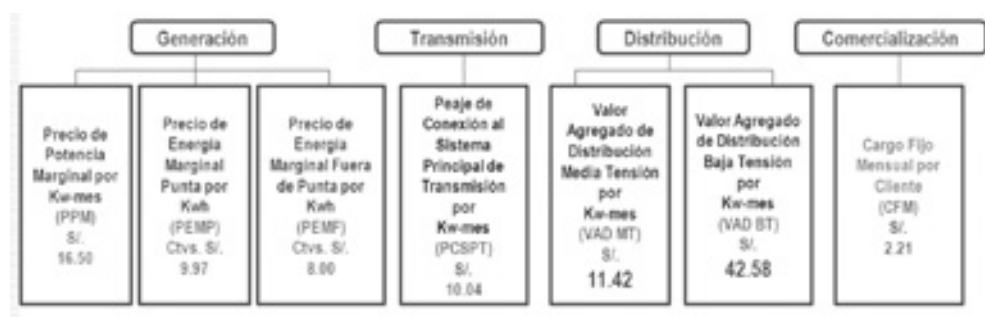 Generación
Precio de
Potencia
Marginal por
Kw-mes
(PPM)
S/.
16.50
Precio de
Energía
Marginal
Punta por
Kwh
(PEMP)
Ctvs. S/.
9.97
Precio de
Energía
Marginal Fuera
de Punta por
Kwh
(PEMF)
Ctvs. S/.
8.00
Transmisión
Peaje de
Conexión al
Sistema
Principal de
Transmisión
por
Kw-mes
(PCSPT)
S/.
10.04
Distribución
Valor
Agregado de
Distribución
Media Tensión
por
Kw-mes
(VAD MT)
S/.
11.42
Valor Agregado
de Distribución
Baja Tensión
por
Kw-mes
(VAD BT)
S/.
42.58
Comercialización
Cargo Fijo
Mensual por
Cliente
(CFM)
S/.
2.21